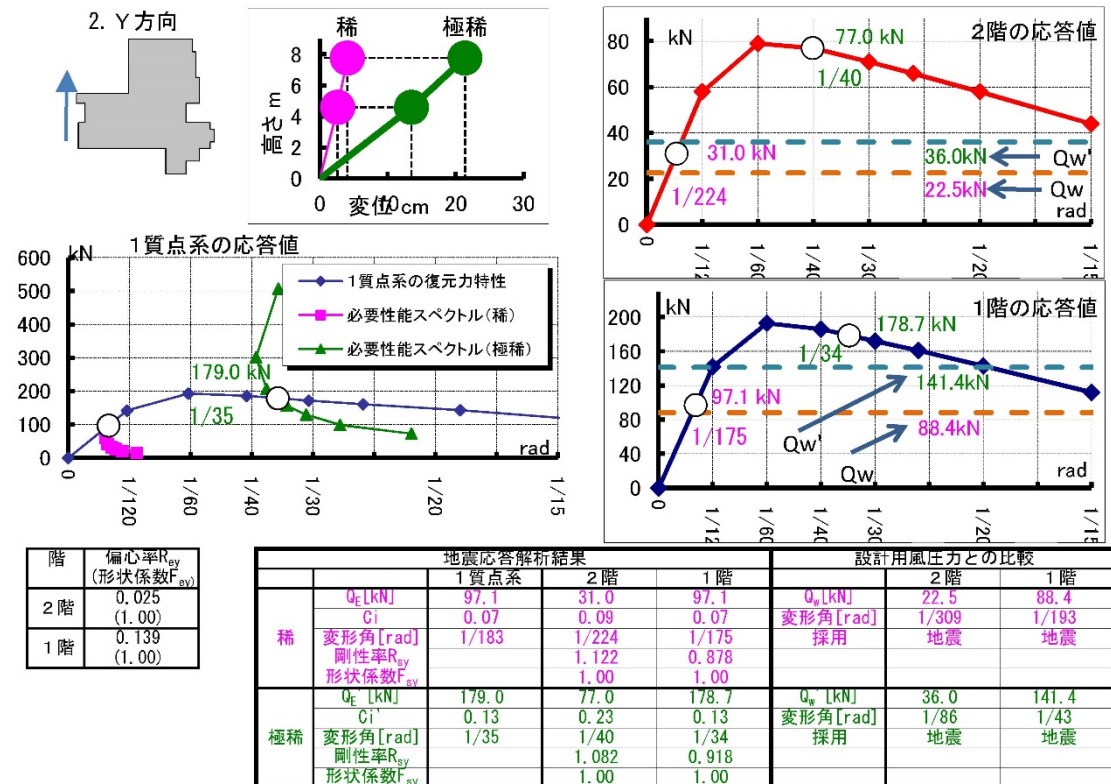 2. Y方向
稀 極稀
高さ m
8
6
4
2
0
0 10 20 30
変位 cm
2階の応答値
kN
80
60
40
20
0
77.0 kN
1/40
31.0 kN
1/224
36.0kN Qw
22.5kN Qw
rad
0 1/12 1/60 1/40 1/30 1/20 1/15
1質点系の応答値
kN
600
500
400
300
200
100
0
1質点系の復元力特性
必要性能スペクトル(稀)
必要性能スペクトル(極稀)
179.0 kN
1/35
rad
0 1/120 1/60 1/40 1/30 1/20 1/15
1階の応答値
kN
200
160
120
80
40
0
178.7 kN
1/34
141.4kN
97.1 kN
1/175
88.4kN
Qw'
Qw
rad
0 1/12 1/60 1/40 1/30 1/20 1/15
階 偏心率Rey
(形状係数Fey)
2階 0.025
(1.00)
1階 0.139
(1.00)
地震応答解析結果 設計用風圧力との比較
1質点系 2階 1階 2階 1階
稀
QE[kN] 97.1 31.0 97.1 Qw[kN] 22.5 88.4
Ci 0.07 0.09 0.07 変形角[rad] 1/309 1/193
変形角[rad] 1/183 1/224 1/175 採用 地震 地震
剛性率Rsy 1.122 0.878
形状係数Fsy 1.00 1.00
極稀
QE'[kN] 179.0 77.0 178.7 Qw'[kN] 36.0 141.4
Ci' 0.13 0.23 0.13 変形角[rad] 1/86 1/43
変形角[rad] 1/35 1/40 1/34 採用 地震 地震
剛性率Rsy 1.082 0.918
形状係数Fsy 1.00 1.00